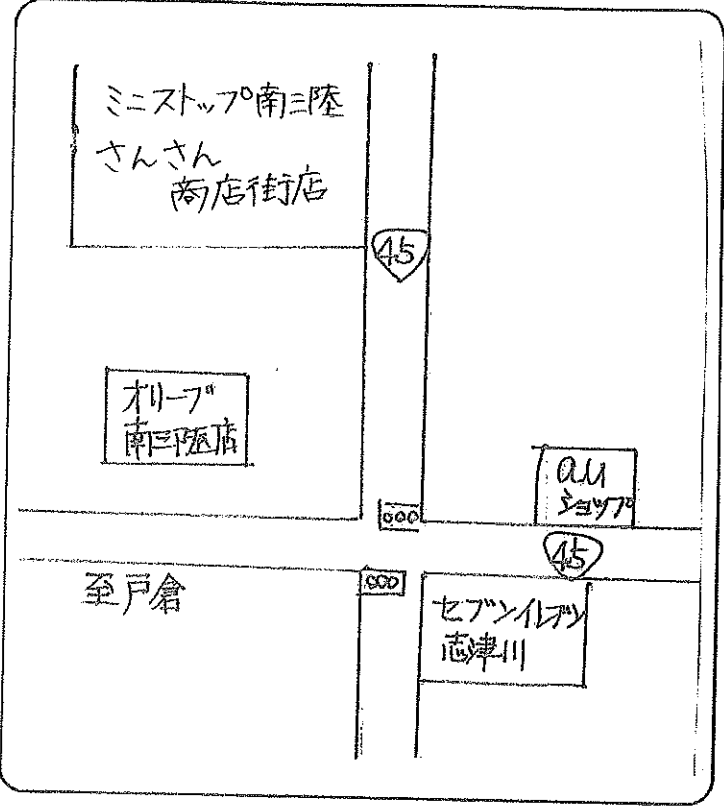 ミニストップ南三陸
さんさん
商店街店
45
オリーブ
南三陸店
au
ショップ
45
至戸倉
セブンイレブン
志津川